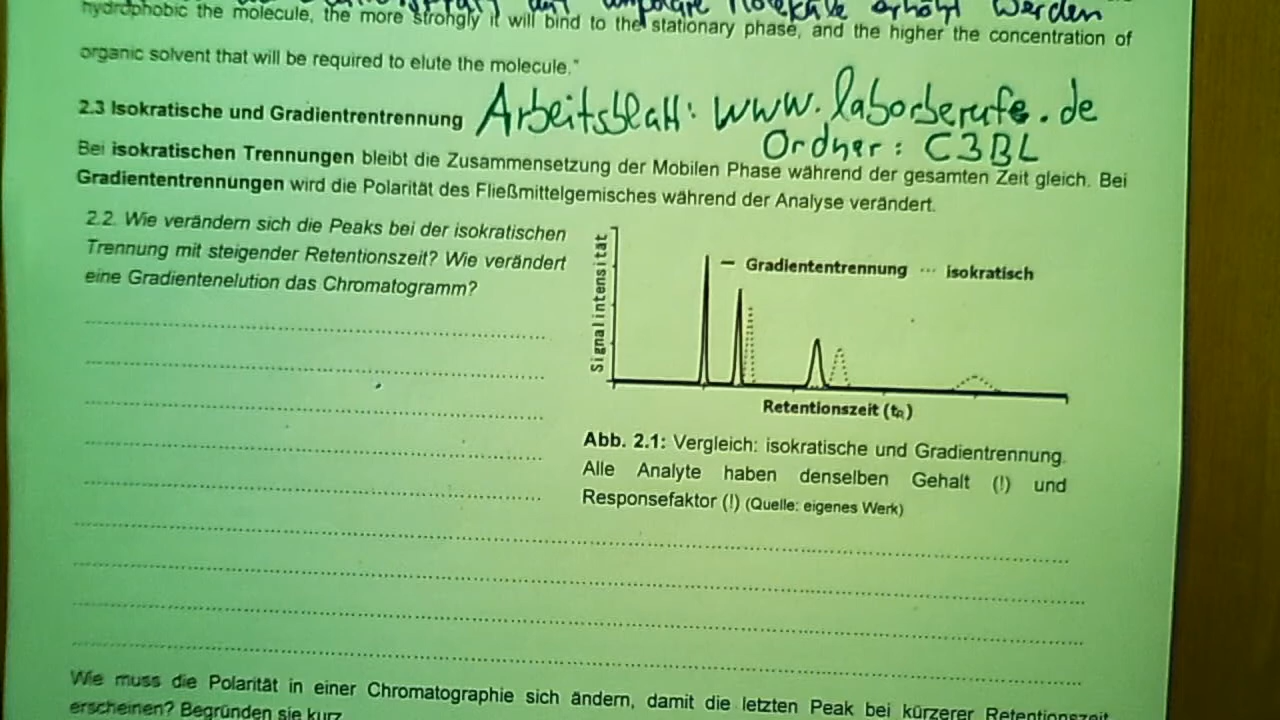 unpolare Moleküle erhöht werden
hydrophobic the molecule, the more strongly it will bind to the stationary phase, and the higher the concentration of
organic solvent that will be required to elute the molecule."
2.3 Isokratische und Gradientrentrennung Arbeitsblatt: www.laborberufe.de
Ordner: C3BL
Bei isokratischen Trennungen bleibt die Zusammensetzung der Mobilen Phase während der gesamten Zeit gleich. Bei
Gradiententrennungen wird die Polarität des Fließmittelgemisches während der Analyse verändert.
2.2. Wie verändern sich die Peaks bei der isokratischen
Trennung mit steigender Retentionszeit? Wie verändert
eine Gradientenelution das Chromatogramm?
Signalintensität
— Gradiententrennung ··· isokratisch
Retentionszeit (tR)
Abb. 2.1: Vergleich: isokratische und Gradientrennung.
Alle Analyte haben denselben Gehalt (!) und
Responsefaktor (!) (Quelle: eigenes Werk)
Wie muss die Polarität in einer Chromatographie sich ändern, damit die letzten Peak bei kürzerer Retentionszeit
erscheinen? Begründen sie kurz